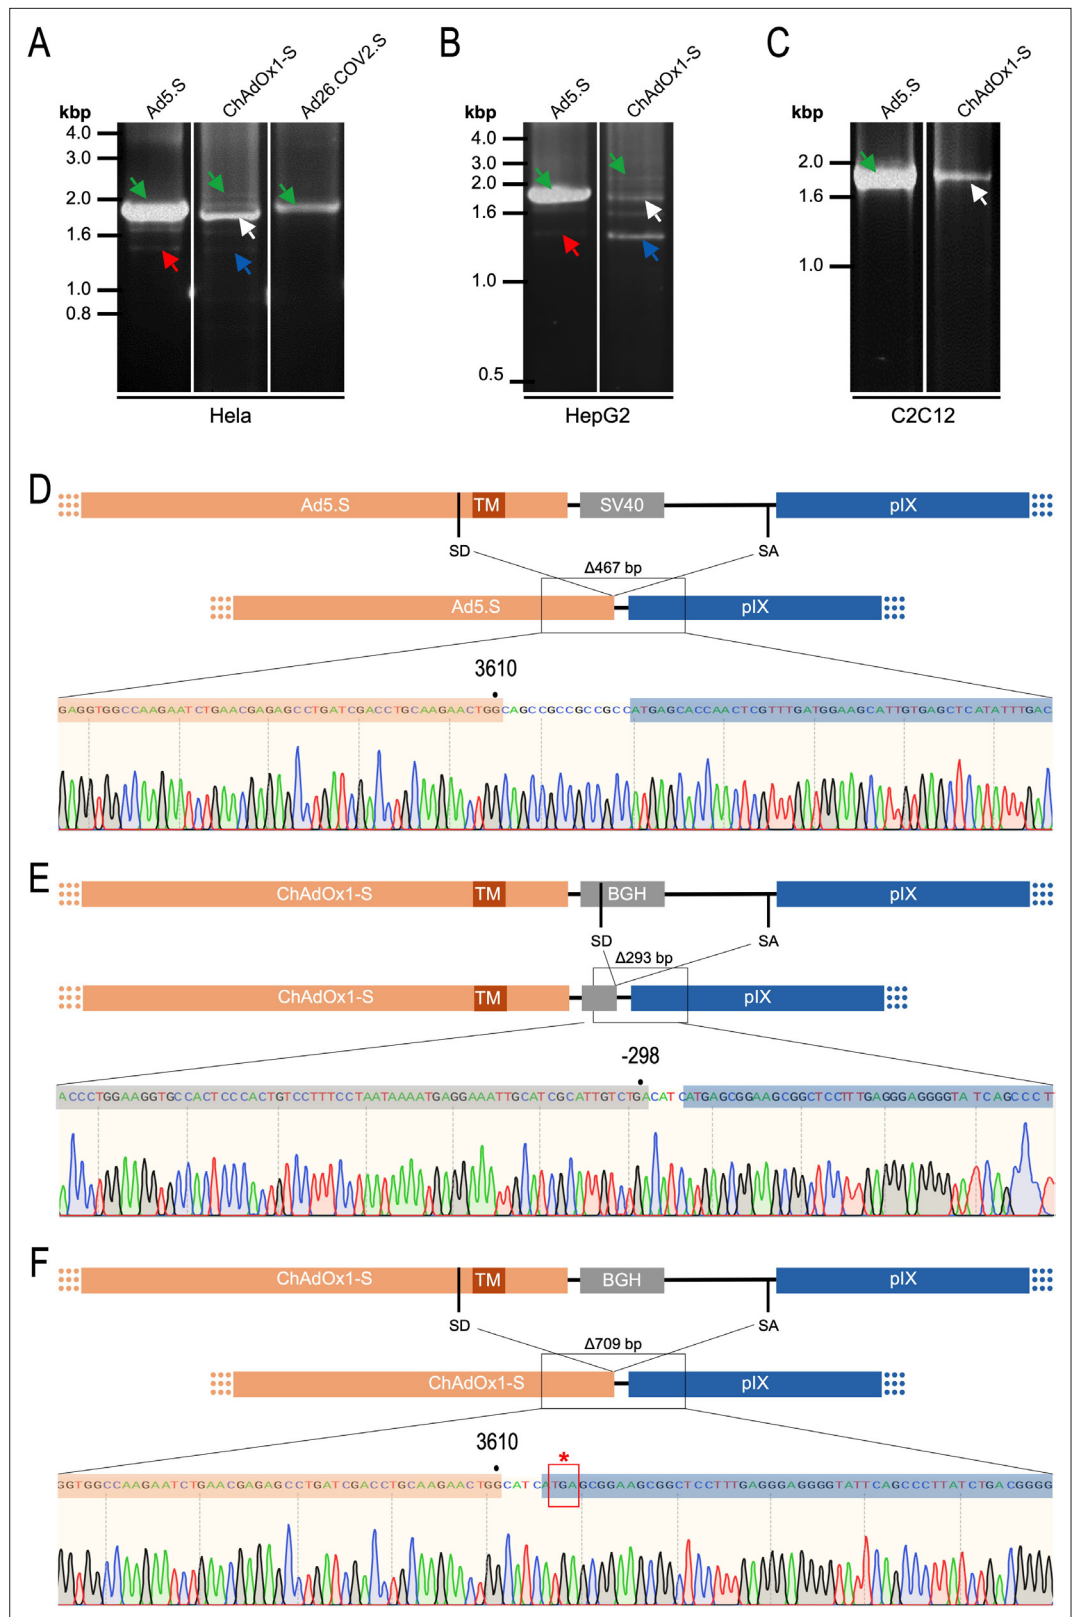 A
B
C
Ad5.S
ChAdOx1-S
Ad26.COV2.S
Ad5.S
ChAdOx1-S
Ad5.S
ChAdOx1-S
kbp
4.0
3.0
2.0
1.6
1.0
0.8
Hela
kbp
4.0
3.0
2.0
1.6
1.0
0.5
HepG2
kbp
2.0
1.6
1.0
C2C12
D
Ad5.S
TM
SV40
pIX
SD
SA
Δ467 bp
Ad5.S
pIX
3610
GAGGTGGCCAAGAATCTGAACGAGAGCCTGATCGACCTGCAAGAACTGGCAGCCGCCGCCGCCATGAGCACCAACTCGTTTGATGGAAGCATTGTGAGCTCATATTTGAC
E
ChAdOx1-S
TM
BGH
pIX
SD
SA
Δ293 bp
ChAdOx1-S
TM
pIX
-298
ACCCTGGAAGGTGCCACTCCCACTGTCCTTTCCTAATAAAATGAGGAAATTGCATCGCATTGTCTGACATCATGAGCGGAAGCGGCTCCTTTGAGGGAGGGGTA TCAGCCCT
F
ChAdOx1-S
TM
BGH
pIX
SD
SA
Δ709 bp
ChAdOx1-S
pIX
3610
*
GGTGGCCAAGAATCTGAACGAGAGCCTGATCGACCTGCAAGAACTGGCATCATGAGCGGAAGCGGCTCCTTTGAGGGAGGGGTATTCAGCCCTTATCTGACGGGG